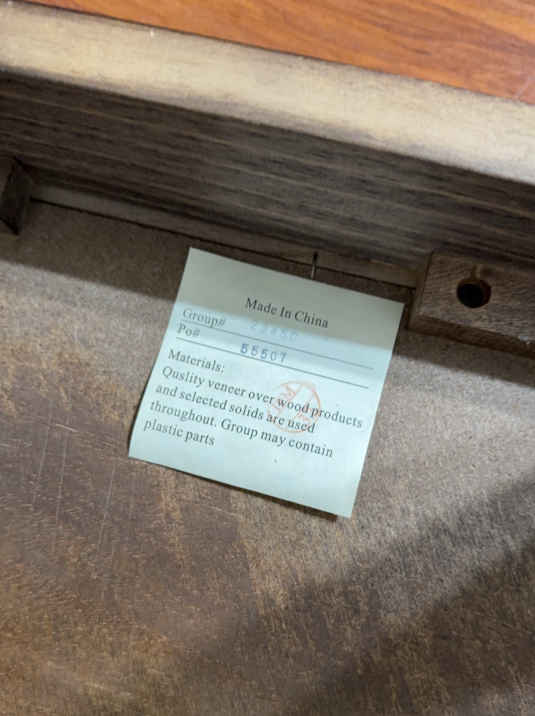 Made In China
Group#
Po# 55507
Materials:
Quslity veneer over wood products
and selected solids are used
throughout. Group may contain
plastic parts